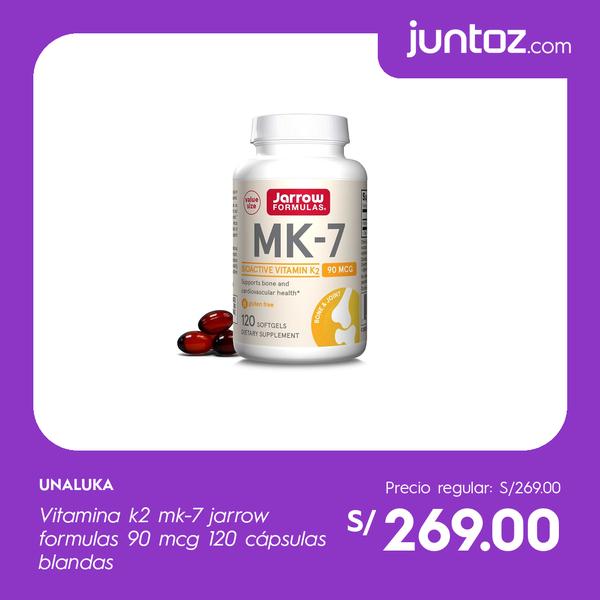 juntoz.com
value
size
Jarrow
FORMULAS®
MK-7
BIOACTIVE VITAMIN K2 90 MCG
Supports bone and
cardiovascular health*
gluten free
BONE & JOINT
120 SOFTGELS
DIETARY SUPPLEMENT
UNALUKA
Vitamina k2 mk-7 jarrow
formulas 90 mcg 120 cápsulas
blandas
Precio regular: S/269.00
S/ 269.00